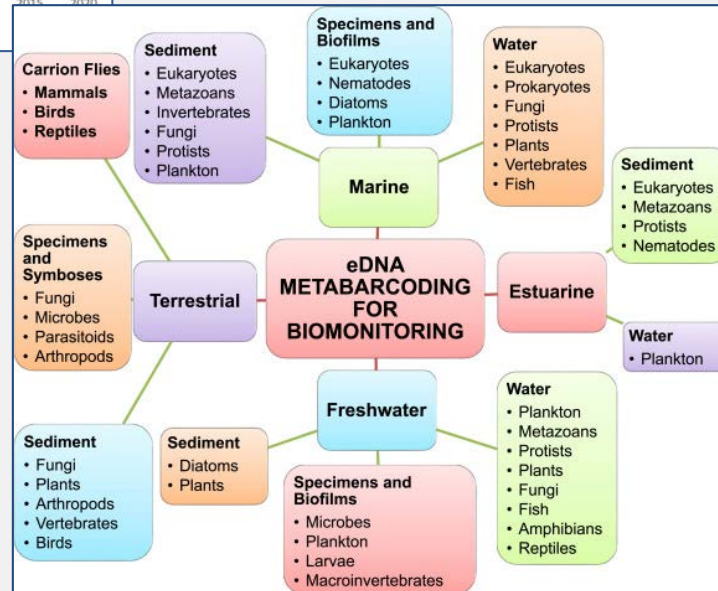 2015 2020
Carrion Flies
• Mammals
• Birds
• Reptiles
Sediment
• Eukaryotes
• Metazoans
• Invertebrates
• Fungi
• Protists
• Plankton
Specimens and
Biofilms
• Eukaryotes
• Nematodes
• Diatoms
• Plankton
Water
• Eukaryotes
• Prokaryotes
• Fungi
• Protists
• Plants
• Vertebrates
• Fish
Marine
Sediment
• Eukaryotes
• Metazoans
• Protists
• Nematodes
Specimens
and
Symboses
• Fungi
• Microbes
• Parasitoids
• Arthropods
Terrestrial
eDNA
METABARCODING
FOR
BIOMONITORING
Estuarine
Water
• Plankton
Freshwater
Sediment
• Fungi
• Plants
• Arthropods
• Vertebrates
• Birds
Sediment
• Diatoms
• Plants
Specimens and
Biofilms
• Microbes
• Plankton
• Larvae
• Macroinvertebrates
Water
• Plankton
• Metazoans
• Protists
• Plants
• Fungi
• Fish
• Amphibians
• Reptiles